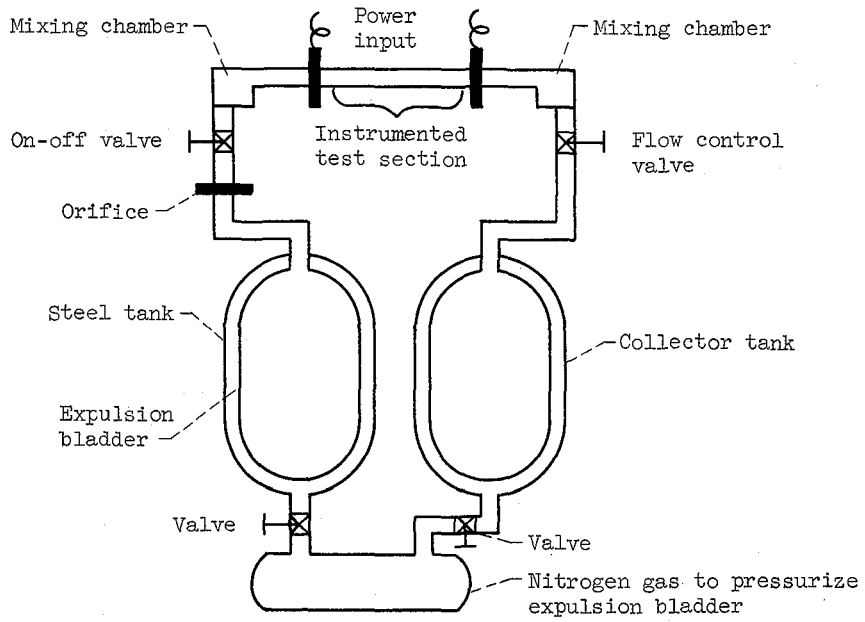 Mixing chamber
Power
input
Mixing chamber
On-off valve
Instrumented
test section
Flow control
valve
Orifice
Steel tank
Collector tank
Expulsion
bladder
Valve
Valve
Nitrogen gas to pressurize
expulsion bladder